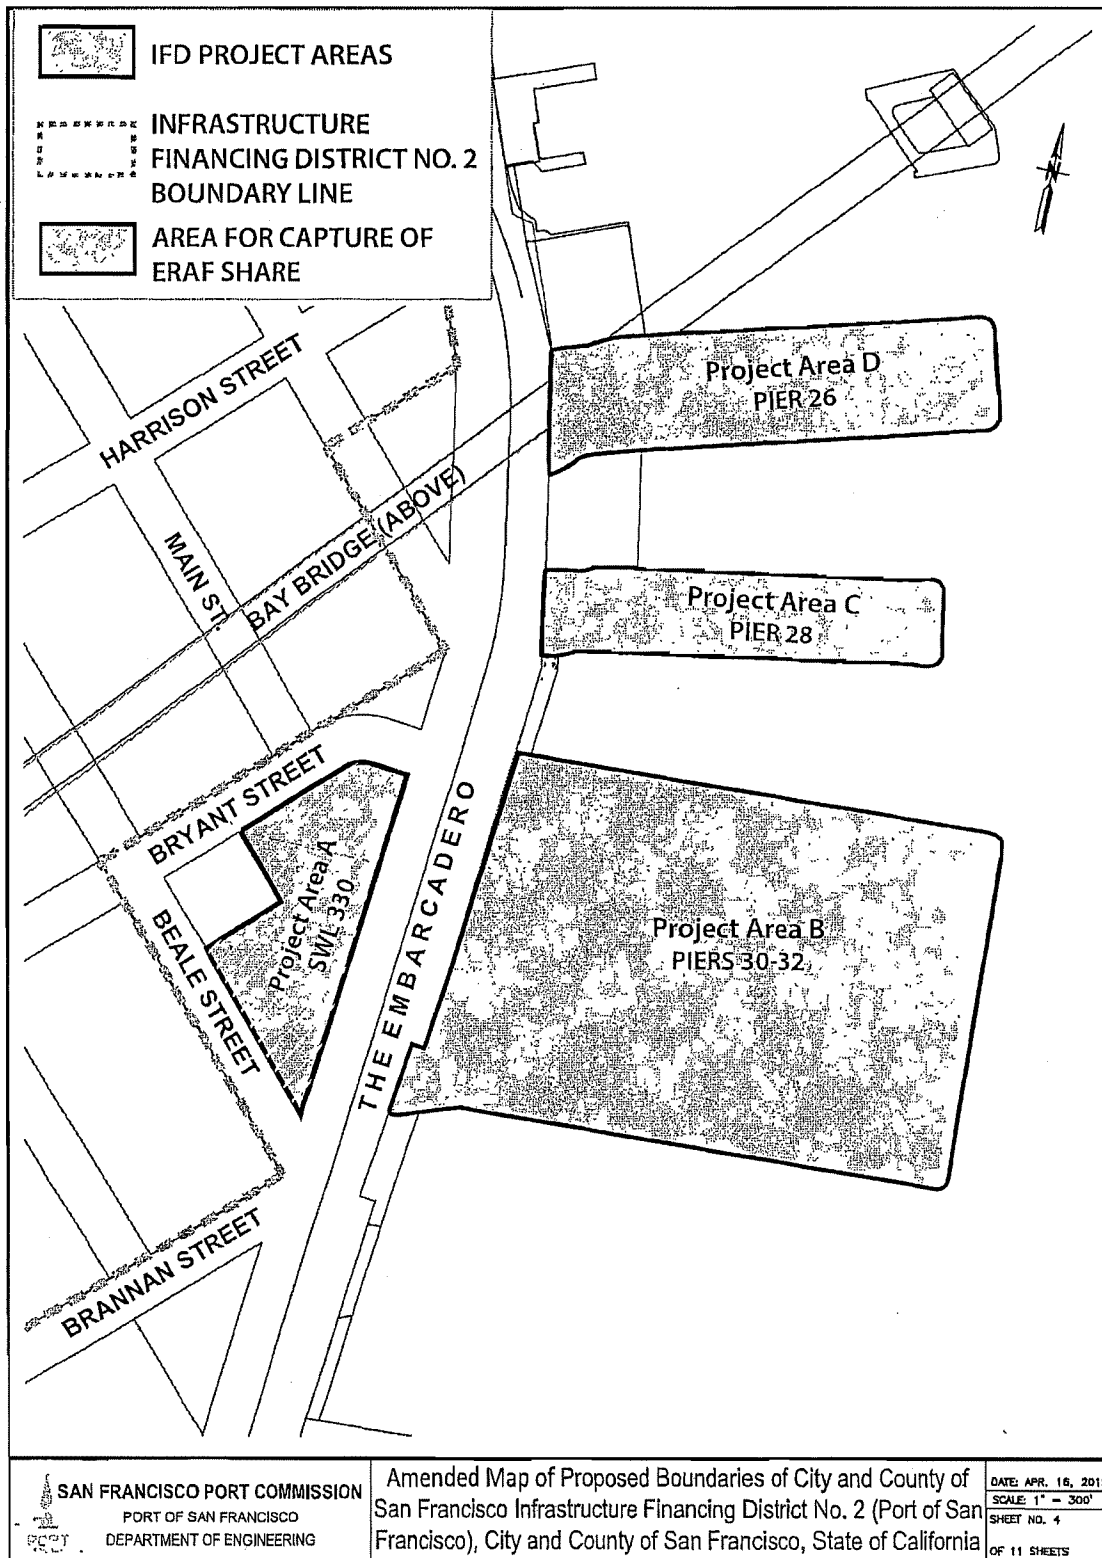 IFD PROJECT AREAS
INFRASTRUCTURE
FINANCING DISTRICT NO. 2
BOUNDARY LINE
AREA FOR CAPTURE OF
ERAF SHARE
N
HARRISON STREET
MAIN ST.
BAY BRIDGE (ABOVE)
Project Area D
PIER 26
Project Area C
PIER 28
BRYANT STREET
Project Area A
SWL 330
BEALE STREET
THE EMBARCADERO
Project Area B
PIERS 30-32
BRANNAN STREET
SAN FRANCISCO PORT COMMISSION
PORT OF SAN FRANCISCO
DEPARTMENT OF ENGINEERING
PORT
Amended Map of Proposed Boundaries of City and County of
San Francisco Infrastructure Financing District No. 2 (Port of San
Francisco), City and County of San Francisco, State of California
DATE: APR. 16, 201
SCALE: 1" = 300'
SHEET NO. 4
OF 11 SHEETS